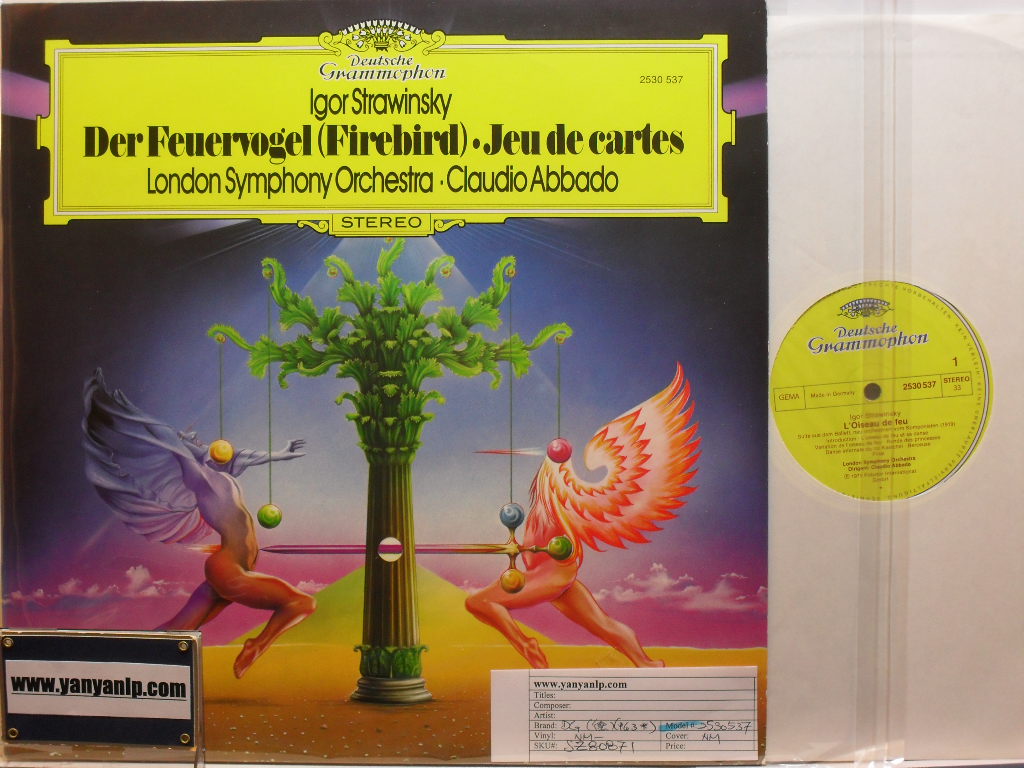 Deutsche
Grammophon
2530 537
Igor Strawinsky
Der Feuervogel (Firebird) · Jeu de cartes
London Symphony Orchestra · Claudio Abbado
STEREO
Deutsche
Grammophon
1
GEMA
Made in Germany
2530 537
STEREO
33
Igor Strawinsky
L'Oiseau de feu
London Symphony Orchestra
Dirigent: Claudio Abbado
www.yanyanlp.com
www.yanyanlp.com
Titles:
Composer:
Artist:
Brand: DG Model #: 2530537
Vinyl: NM- Cover: NM
SKU#: SZ80871 Price: